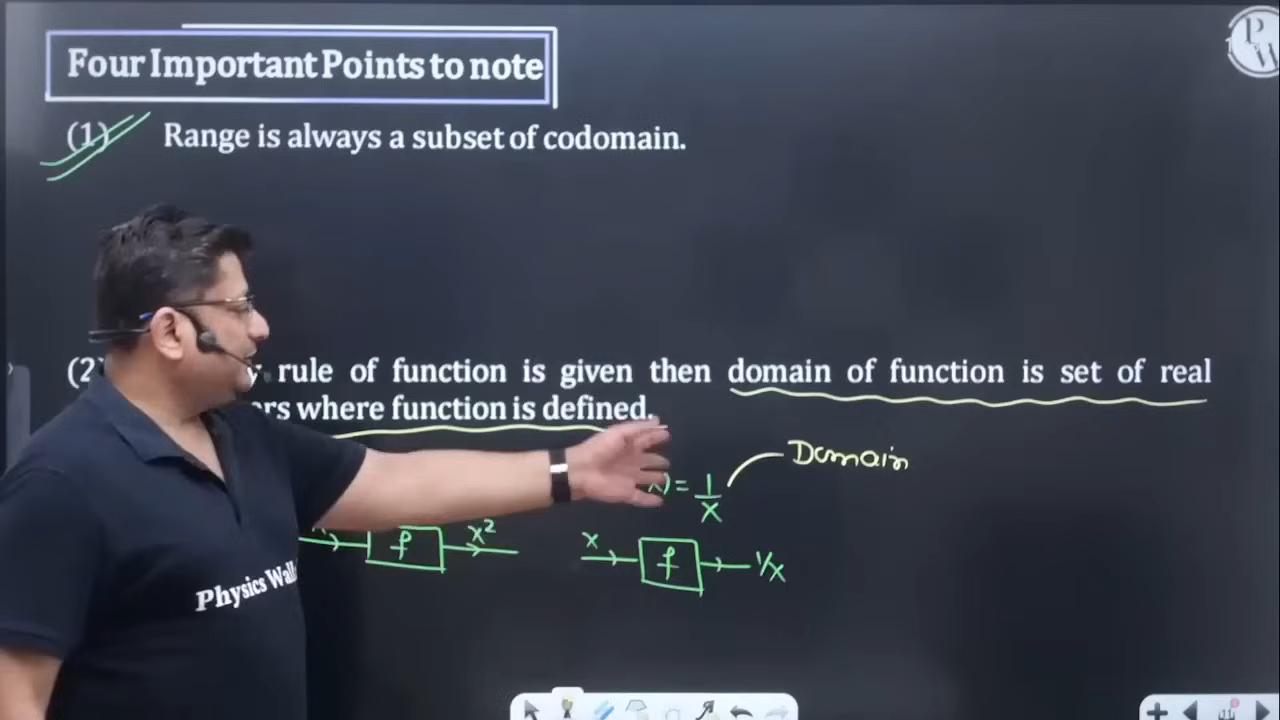 Four Important Points to note
(1) Range is always a subset of codomain.
(2) rule of function is given then domain of function is set of real
where function is defined.
= 1/x
Domain
f x²
x f 1/x
Physics Wall
PW